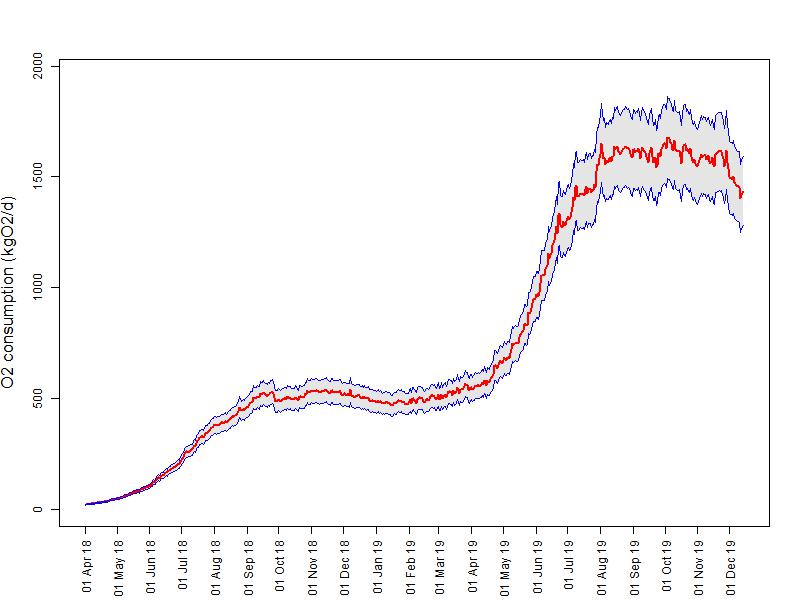 O2 consumption (kgO2/d)
2000
1500
1000
500
0
01 Apr 18
01 May 18
01 Jun 18
01 Jul 18
01 Aug 18
01 Sep 18
01 Oct 18
01 Nov 18
01 Dec 18
01 Jan 19
01 Feb 19
01 Mar 19
01 Apr 19
01 May 19
01 Jun 19
01 Jul 19
01 Aug 19
01 Sep 19
01 Oct 19
01 Nov 19
01 Dec 19